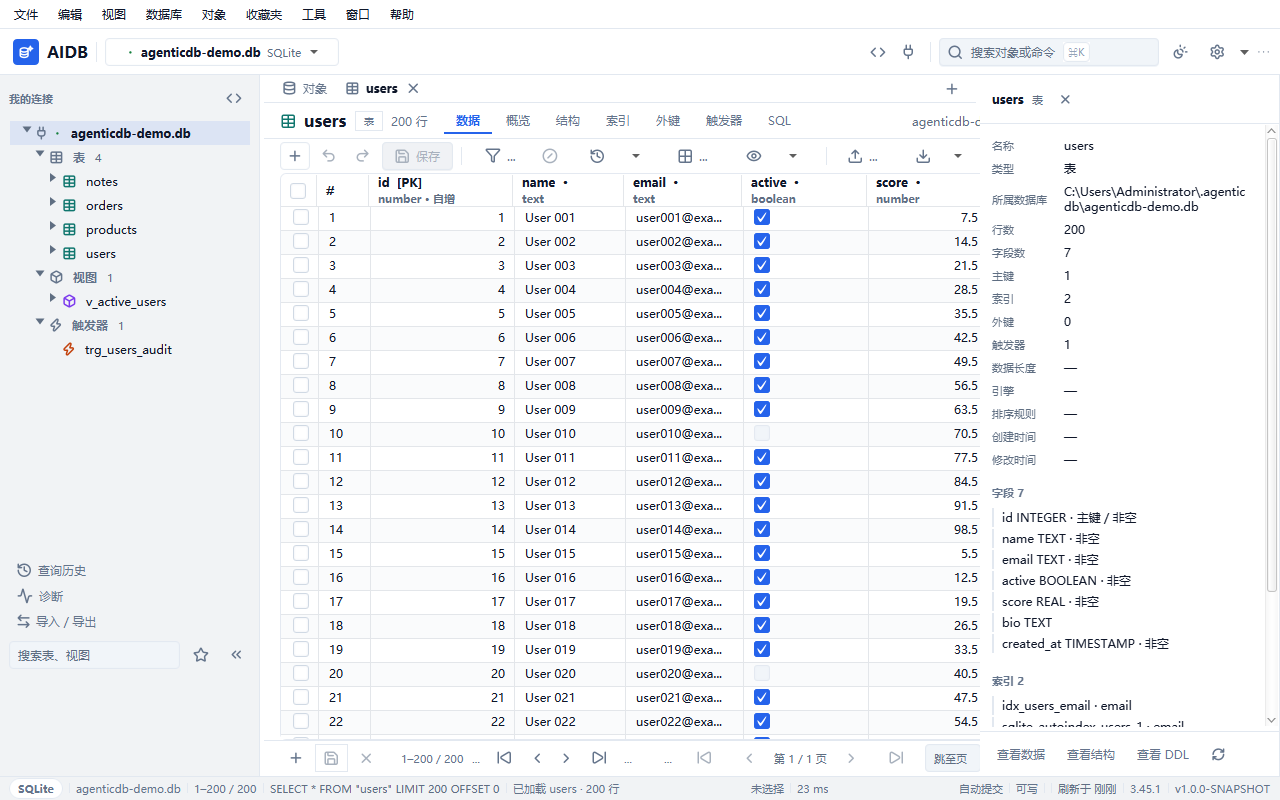 文件 编辑 视图 数据库 对象 收藏夹 工具 窗口 帮助
AIDB · agenticdb-demo.db SQLite 搜索对象或命令 ⌘K
我的连接
· agenticdb-demo.db
表 4
notes
orders
products
users
视图 1
v_active_users
触发器 1
trg_users_audit
查询历史
诊断
导入 / 导出
搜索表、视图
对象 users
users 表 200 行 数据 概览 结构 索引 外键 触发器 SQL agenticdb-c
保存 ... ... ...
# id [PK] name • email • active • score •
number • 自增 text text boolean number
1 1 User 001 user001@exa... 7.5
2 2 User 002 user002@exa... 14.5
3 3 User 003 user003@exa... 21.5
4 4 User 004 user004@exa... 28.5
5 5 User 005 user005@exa... 35.5
6 6 User 006 user006@exa... 42.5
7 7 User 007 user007@exa... 49.5
8 8 User 008 user008@exa... 56.5
9 9 User 009 user009@exa... 63.5
10 10 User 010 user010@exa... 70.5
11 11 User 011 user011@exa... 77.5
12 12 User 012 user012@exa... 84.5
13 13 User 013 user013@exa... 91.5
14 14 User 014 user014@exa... 98.5
15 15 User 015 user015@exa... 5.5
16 16 User 016 user016@exa... 12.5
17 17 User 017 user017@exa... 19.5
18 18 User 018 user018@exa... 26.5
19 19 User 019 user019@exa... 33.5
20 20 User 020 user020@exa... 40.5
21 21 User 021 user021@exa... 47.5
22 22 User 022 user022@exa... 54.5
1–200 / 200 ... ... ... 第 1 / 1 页 跳至页
users 表
名称 users
类型 表
所属数据库 C:\Users\Administrator\.agentic
db\agenticdb-demo.db
行数 200
字段数 7
主键 1
索引 2
外键 0
触发器 1
数据长度 —
引擎 —
排序规则 —
创建时间 —
修改时间 —
字段 7
id INTEGER · 主键 / 非空
name TEXT · 非空
email TEXT · 非空
active BOOLEAN · 非空
score REAL · 非空
bio TEXT
created_at TIMESTAMP · 非空
索引 2
idx_users_email · email
sqlite_autoindex_users_1 · email
查看数据 查看结构 查看 DDL
SQLite agenticdb-demo.db 1–200 / 200 SELECT * FROM "users" LIMIT 200 OFFSET 0 已加载 users · 200 行 未选择 23 ms 自动提交 可写 刷新于 刚刚 3.45.1 v1.0.0-SNAPSHOT